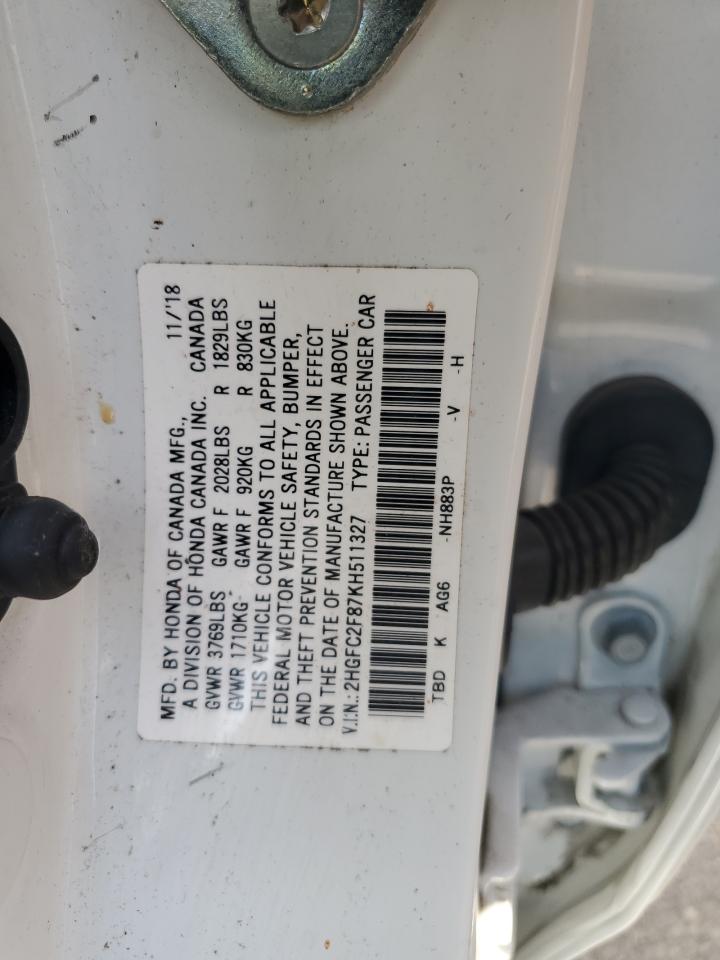 MFD. BY HONDA OF CANADA MFG., 11/'18
A DIVISION OF HONDA CANADA INC. CANADA
GVWR 3769LBS GAWR F 2028LBS R 1829LBS
GVWR 1710KG GAWR F 920KG R 830KG
THIS VEHICLE CONFORMS TO ALL APPLICABLE
FEDERAL MOTOR VEHICLE SAFETY, BUMPER,
AND THEFT PREVENTION STANDARDS IN EFFECT
ON THE DATE OF MANUFACTURE SHOWN ABOVE.
V.I.N.: 2HGFC2F87KH511327 TYPE: PASSENGER CAR
TBD K AG6 -NH883P -V -H